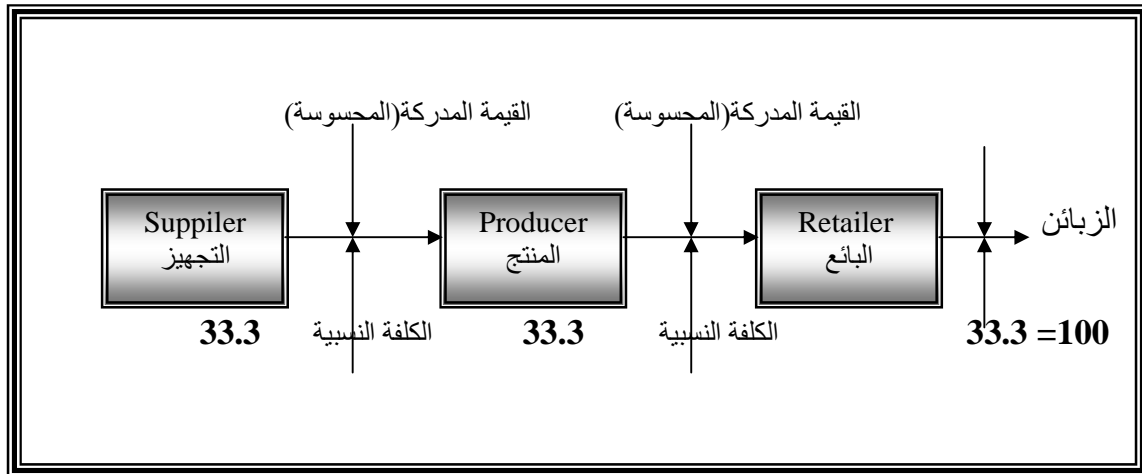 القيمة المدركة(المحسوسة)
القيمة المدركة(المحسوسة)
Suppiler
التجهيز
Producer
المنتج
Retailer
البائع
الزبائن
33.3
الكلفة النسبية
33.3
الكلفة النسبية
33.3 =100